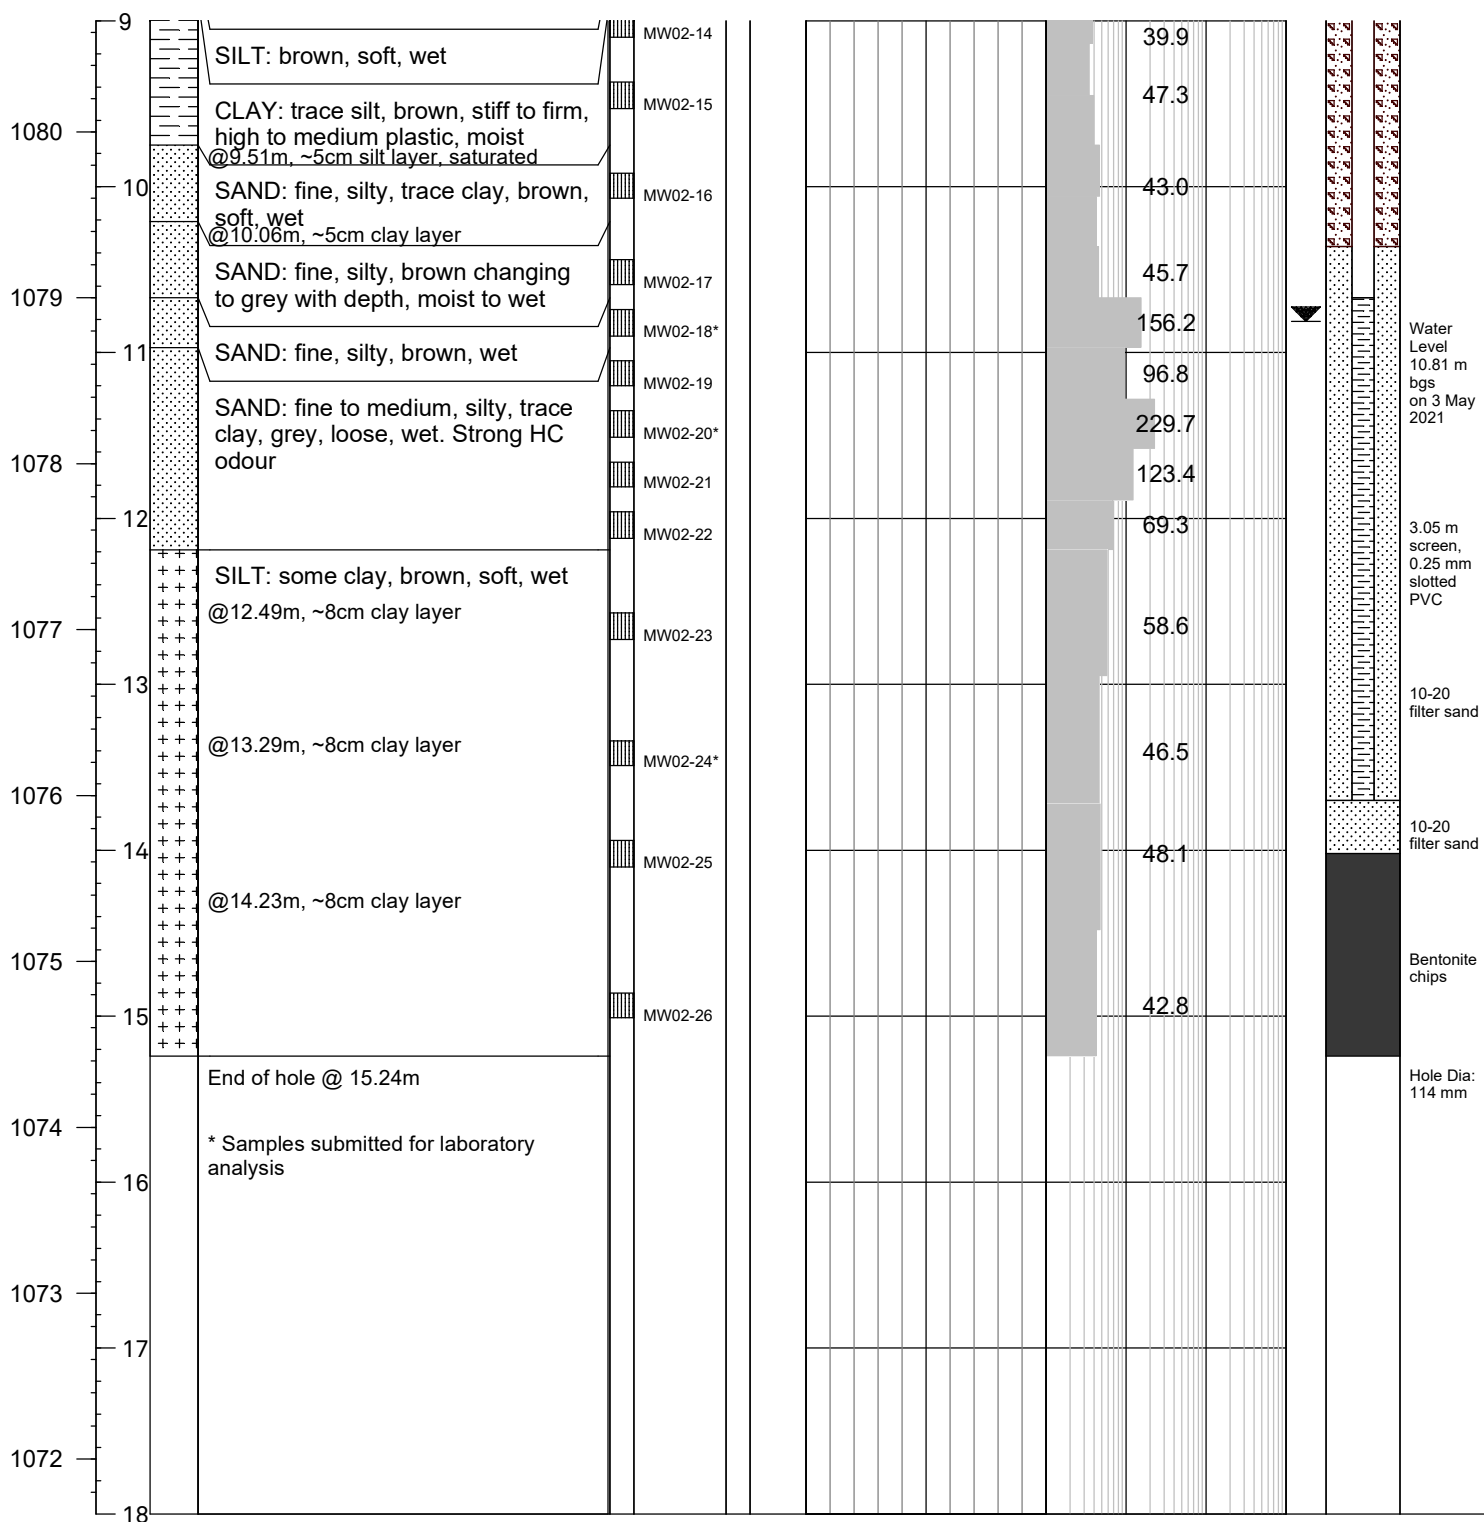 9
MW02-14
39.9
SILT: brown, soft, wet
47.3
MW02-15
CLAY: trace silt, brown, stiff to firm,
high to medium plastic, moist
1080
@9.51m, ~5cm silt layer, saturated
10
SAND: fine, silty, trace clay, brown,
soft, wet
MW02-16
43.0
@10.06m, ~5cm clay layer
SAND: fine, silty, brown changing
to grey with depth, moist to wet
MW02-17
45.7
1079
MW02-18*
156.2
Water
Level
10.81 m
bgs
on 3 May
2021
11
SAND: fine, silty, brown, wet
MW02-19
96.8
SAND: fine to medium, silty, trace
clay, grey, loose, wet. Strong HC
odour
MW02-20*
229.7
1078
MW02-21
123.4
12
MW02-22
69.3
3.05 m
screen,
0.25 mm
slotted
PVC
SILT: some clay, brown, soft, wet
@12.49m, ~8cm clay layer
1077
MW02-23
58.6
13
10-20
filter sand
@13.29m, ~8cm clay layer
MW02-24*
46.5
1076
10-20
filter sand
14
MW02-25
48.1
@14.23m, ~8cm clay layer
1075
Bentonite
chips
15
MW02-26
42.8
End of hole @ 15.24m
Hole Dia:
114 mm
1074
* Samples submitted for laboratory
analysis
16
1073
17
1072
18